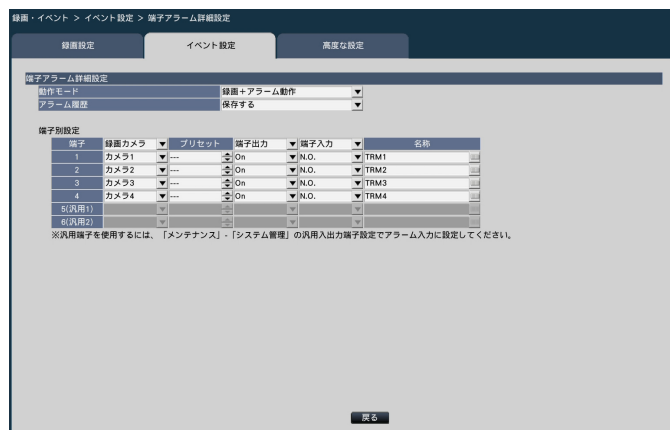 録画・イベント > イベント設定 > 端子アラーム詳細設定
録画設定 イベント設定 高度な設定
端子アラーム詳細設定
動作モード 録画＋アラーム動作
アラーム履歴 保存する
端子別設定
端子 録画カメラ プリセット 端子出力 端子入力 名称
1 カメラ1 --- On N.O. TRM1
2 カメラ2 --- On N.O. TRM2
3 カメラ3 --- On N.O. TRM3
4 カメラ4 --- On N.O. TRM4
5(汎用1)
6(汎用2)
※汎用端子を使用するには、「メンテナンス」-「システム管理」の汎用入出力端子設定でアラーム入力に設定してください。
戻る